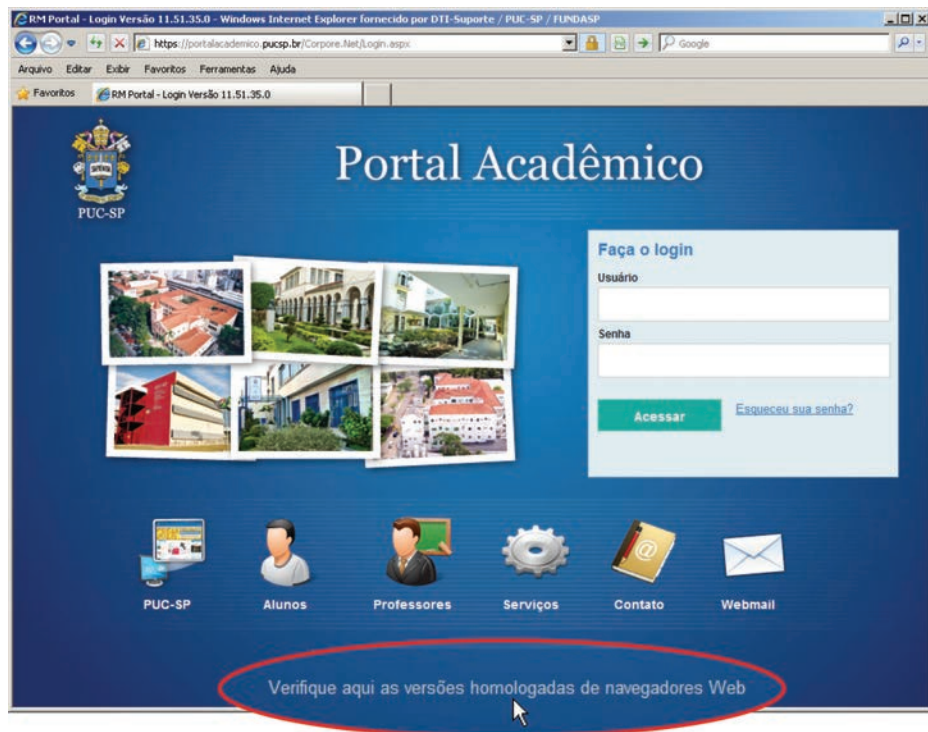 RM Portal - Login Versão 11.51.35.0 - Windows Internet Explorer fornecido por DTI-Suporte / PUC-SP / FUNDASP
https://portalacademico.pucsp.br/Corpore.Net/Login.aspx
Google
Arquivo Editar Exibir Favoritos Ferramentas Ajuda
Favoritos
RM Portal - Login Versão 11.51.35.0
PUC-SP
Portal Acadêmico
Faça o login
Usuário
Senha
Acessar
Esqueceu sua senha?
PUC-SP
Alunos
Professores
Serviços
Contato
Webmail
Verifique aqui as versões homologadas de navegadores Web